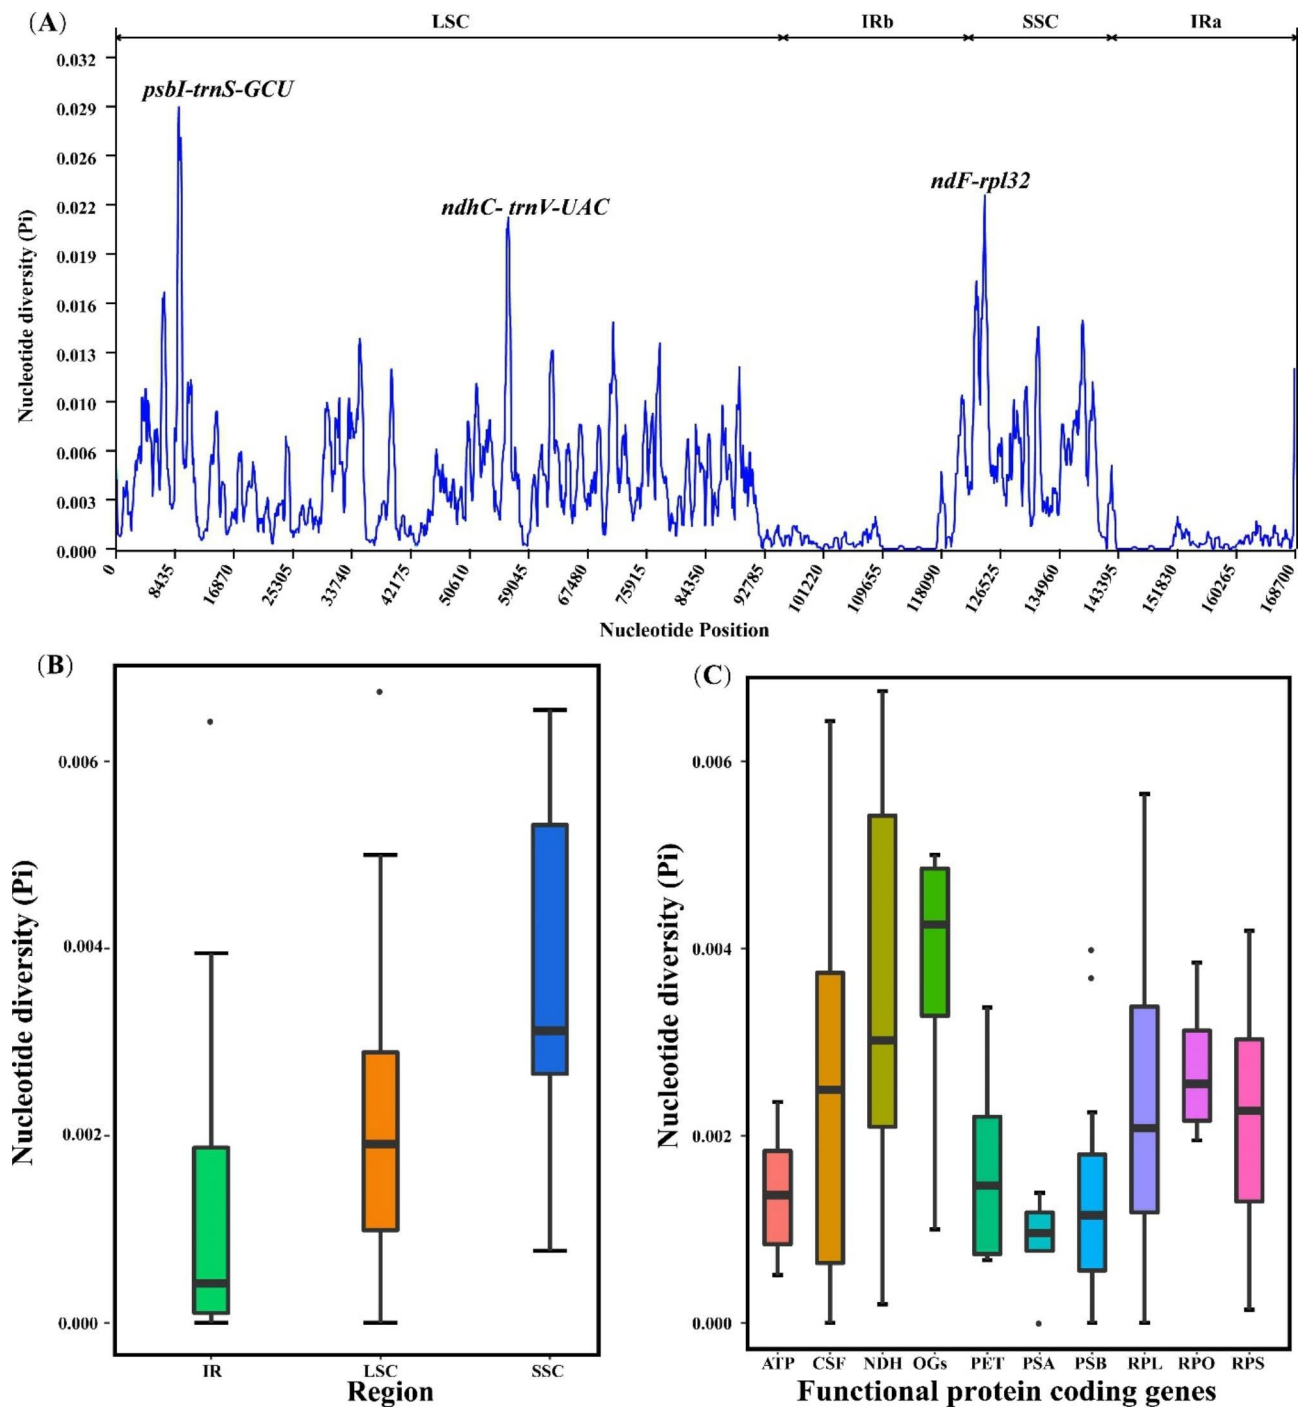 (A)
LSC IRb SSC IRa
0.032
0.029
0.026
0.022
0.019
0.016
0.013
0.010
0.006
0.003
0.000
Nucleotide diversity (Pi)
psbI-trnS-GCU
ndhC- trnV-UAC
ndF-rpl32
0 8435 16870 25305 33740 42175 50610 59045 67480 75915 84350 92785 101220 109655 118090 126525 134960 143395 151830 160265 168700
Nucleotide Position
(B)
Nucleotide diversity (Pi)
0.006
0.004
0.002
0.000
IR LSC SSC
Region
(C)
Nucleotide diversity (Pi)
0.006
0.004
0.002
0.000
ATP CSF NDH OGs PET PSA PSB RPL RPO RPS
Functional protein coding genes